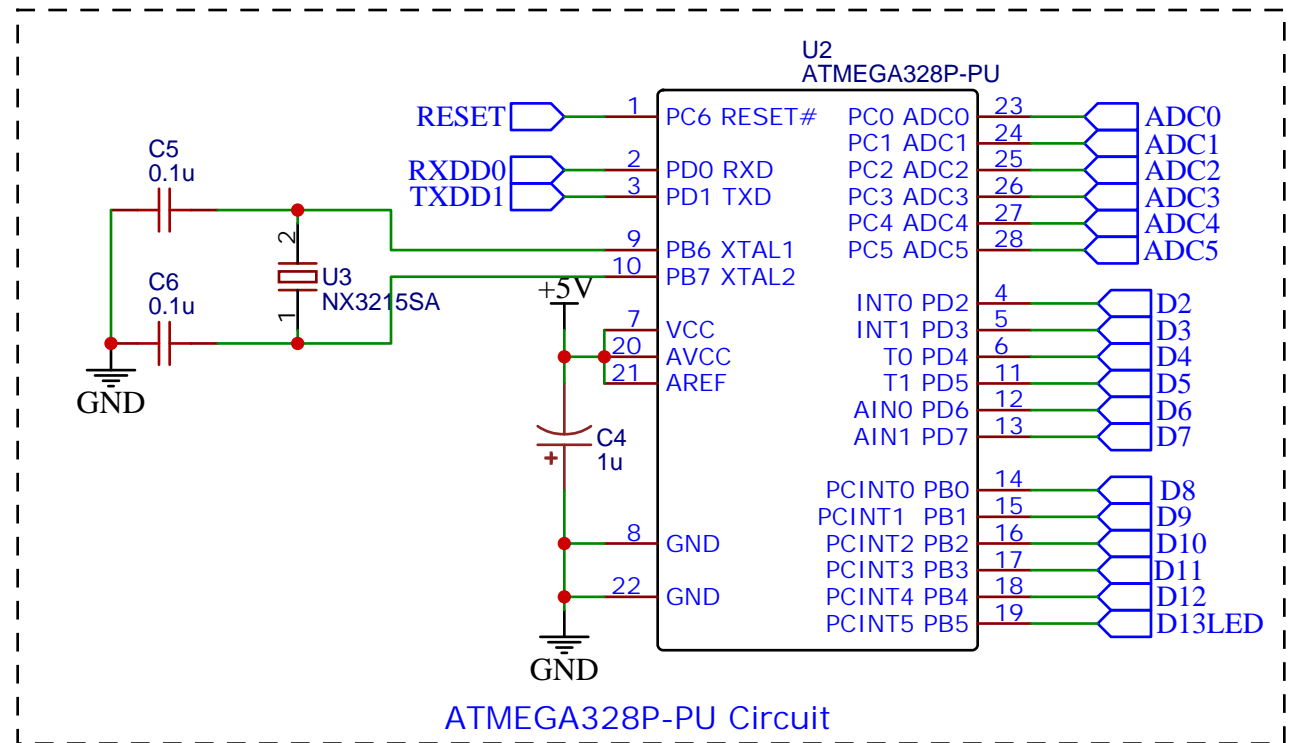 U2
ATMEGA328P-PU
RESET 1 PC6 RESET# PC0 ADC0 23 ADC0
PC1 ADC1 24 ADC1
C5
0.1u
RXDD0 2 PD0 RXD PC2 ADC2 25 ADC2
TXDD1 3 PD1 TXD PC3 ADC3 26 ADC3
PC4 ADC4 27 ADC4
2 9 PB6 XTAL1 PC5 ADC5 28 ADC5
10 PB7 XTAL2
C6
0.1u
U3
NX3215SA
1
+5V
INT0 PD2 4 D2
7 VCC INT1 PD3 5 D3
20 AVCC T0 PD4 6 D4
21 AREF T1 PD5 11 D5
GND
AIN0 PD6 12 D6
AIN1 PD7 13 D7
C4
1u
+
PCINT0 PB0 14 D8
PCINT1 PB1 15 D9
8 GND PCINT2 PB2 16 D10
PCINT3 PB3 17 D11
22 GND PCINT4 PB4 18 D12
PCINT5 PB5 19 D13LED
GND
ATMEGA328P-PU Circuit